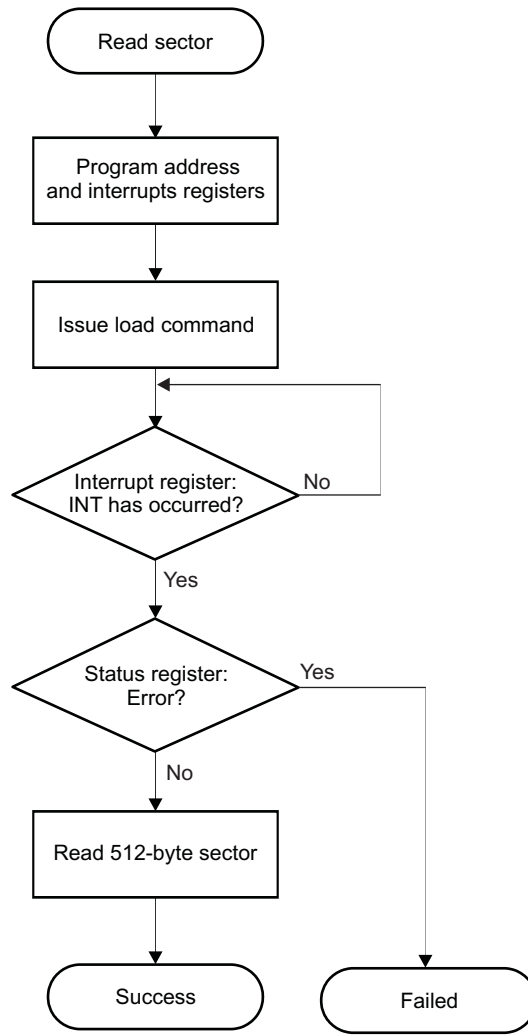 Read sector
Program address
and interrupts registers
Issue load command
Interrupt register:
INT has occurred?
No
Yes
Status register:
Error?
Yes
No
Read 512-byte sector
Success
Failed